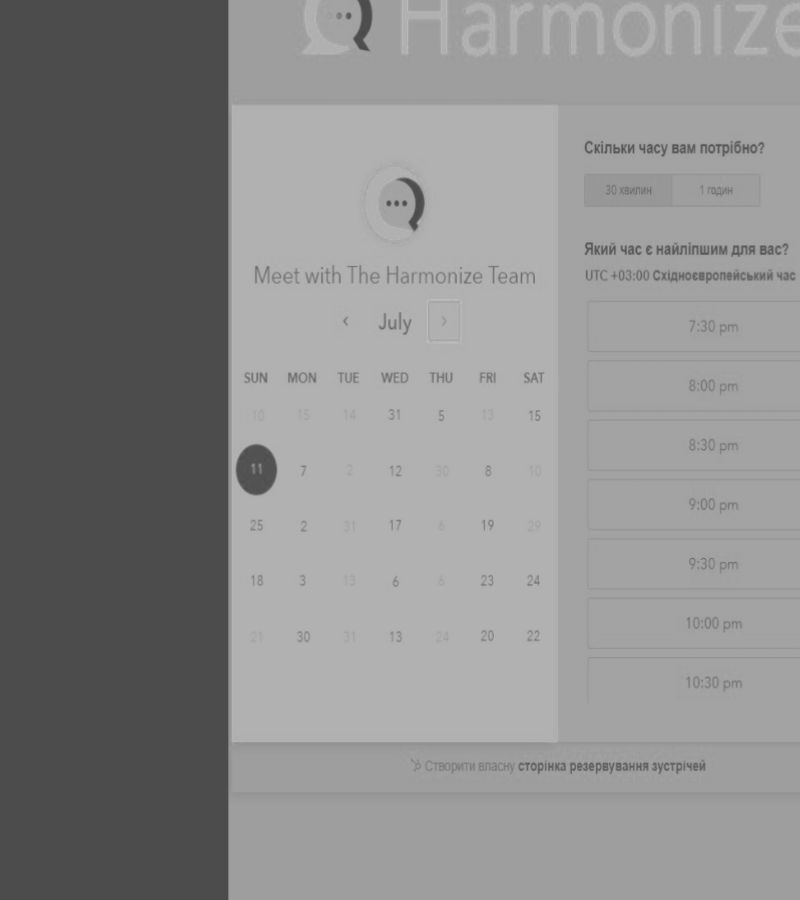 Harmonize
Meet with The Harmonize Team
July
SUN MON TUE WED THU FRI SAT
10 15 14 31 5 13 15
11 7 2 12 30 8 10
25 2 31 17 6 19 29
18 3 13 6 6 23 24
21 30 31 13 24 20 22
Скільки часу вам потрібно?
30 хвилин 1 годин
Який час є найліпшим для вас?
UTC +03:00 Східноєвропейський час
7:30 pm
8:00 pm
8:30 pm
9:00 pm
9:30 pm
10:00 pm
10:30 pm
Створити власну сторінка резервування зустрічей